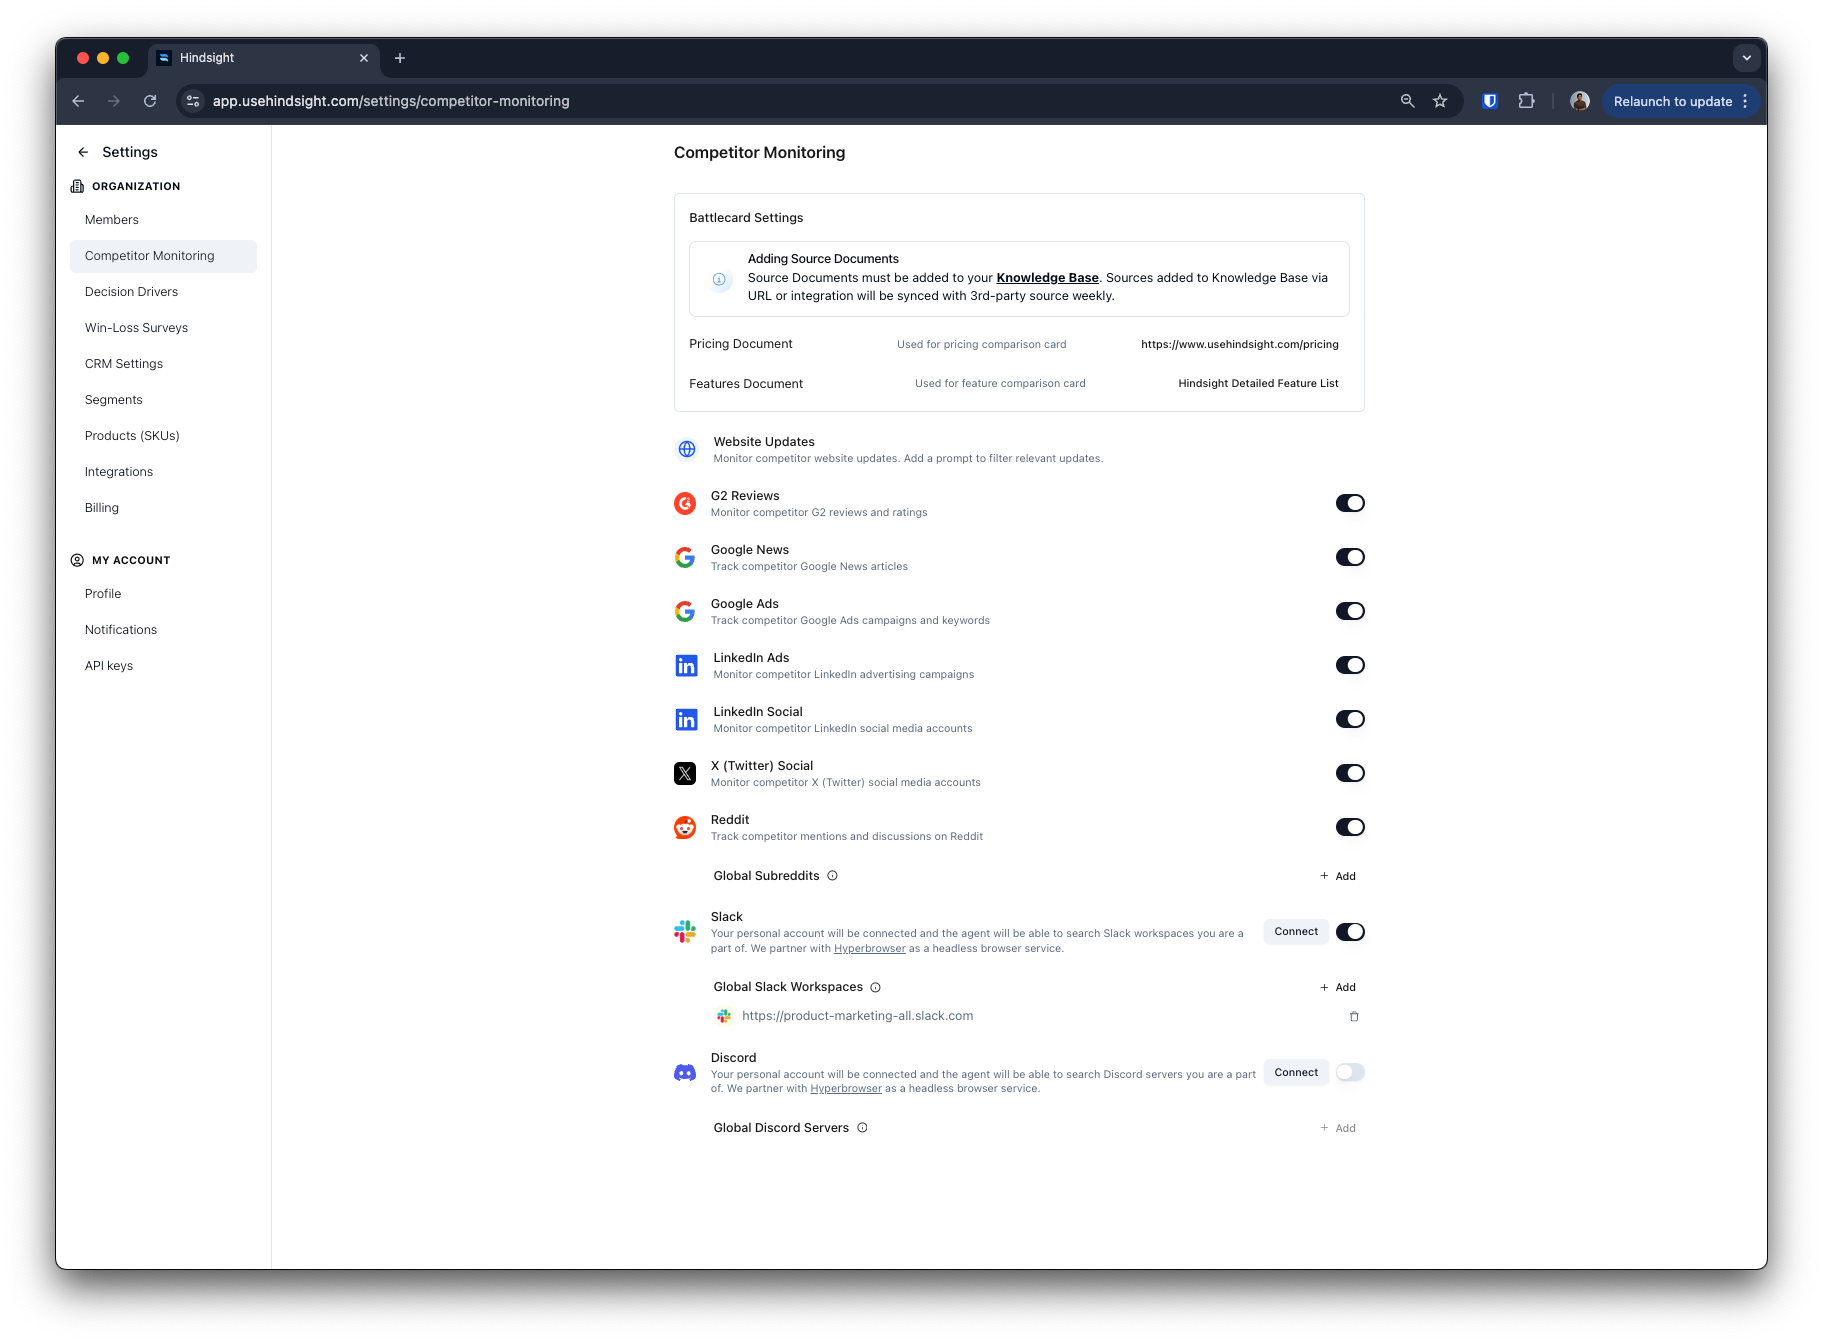 Hindsight
app.usehindsight.com/settings/competitor-monitoring
Relaunch to update
Settings
ORGANIZATION
Members
Competitor Monitoring
Decision Drivers
Win-Loss Surveys
CRM Settings
Segments
Products (SKUs)
Integrations
Billing
MY ACCOUNT
Profile
Notifications
API keys
Competitor Monitoring
Battlecard Settings
Adding Source Documents
Source Documents must be added to your Knowledge Base. Sources added to Knowledge Base via
URL or integration will be synced with 3rd-party source weekly.
Pricing Document Used for pricing comparison card https://www.usehindsight.com/pricing
Features Document Used for feature comparison card Hindsight Detailed Feature List
Website Updates
Monitor competitor website updates. Add a prompt to filter relevant updates.
G2 Reviews
Monitor competitor G2 reviews and ratings
Google News
Track competitor Google News articles
Google Ads
Track competitor Google Ads campaigns and keywords
LinkedIn Ads
Monitor competitor LinkedIn advertising campaigns
LinkedIn Social
Monitor competitor LinkedIn social media accounts
X (Twitter) Social
Monitor competitor X (Twitter) social media accounts
Reddit
Track competitor mentions and discussions on Reddit
Global Subreddits + Add
Slack
Your personal account will be connected and the agent will be able to search Slack workspaces you are a
part of. We partner with Hyperbrowser as a headless browser service.
Connect
Global Slack Workspaces + Add
https://product-marketing-all.slack.com
Discord
Your personal account will be connected and the agent will be able to search Discord servers you are a part
of. We partner with Hyperbrowser as a headless browser service.
Connect
Global Discord Servers + Add